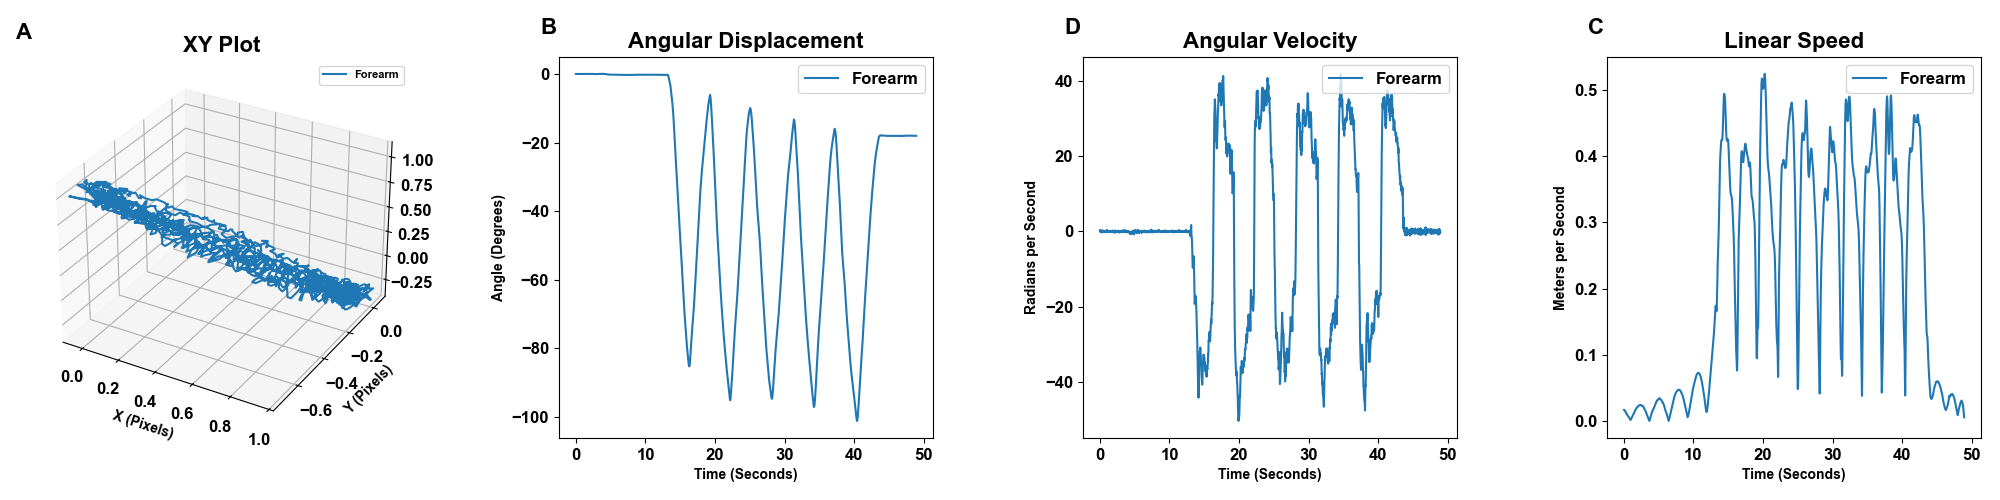 A
XY Plot
Forearm
1.00
0.75
0.50
0.25
0.00
−0.25
0.0
0.2
0.4
0.6
0.8
1.0
X (Pixels)
0.0
−0.2
−0.4
−0.6
Y (Pixels)
B
Angular Displacement
Forearm
0
−20
−40
−60
−80
−100
Angle (Degrees)
0 10 20 30 40 50
Time (Seconds)
D
Angular Velocity
Forearm
40
20
0
−20
−40
Radians per Second
0 10 20 30 40 50
Time (Seconds)
C
Linear Speed
Forearm
0.5
0.4
0.3
0.2
0.1
0.0
Meters per Second
0 10 20 30 40 50
Time (Seconds)